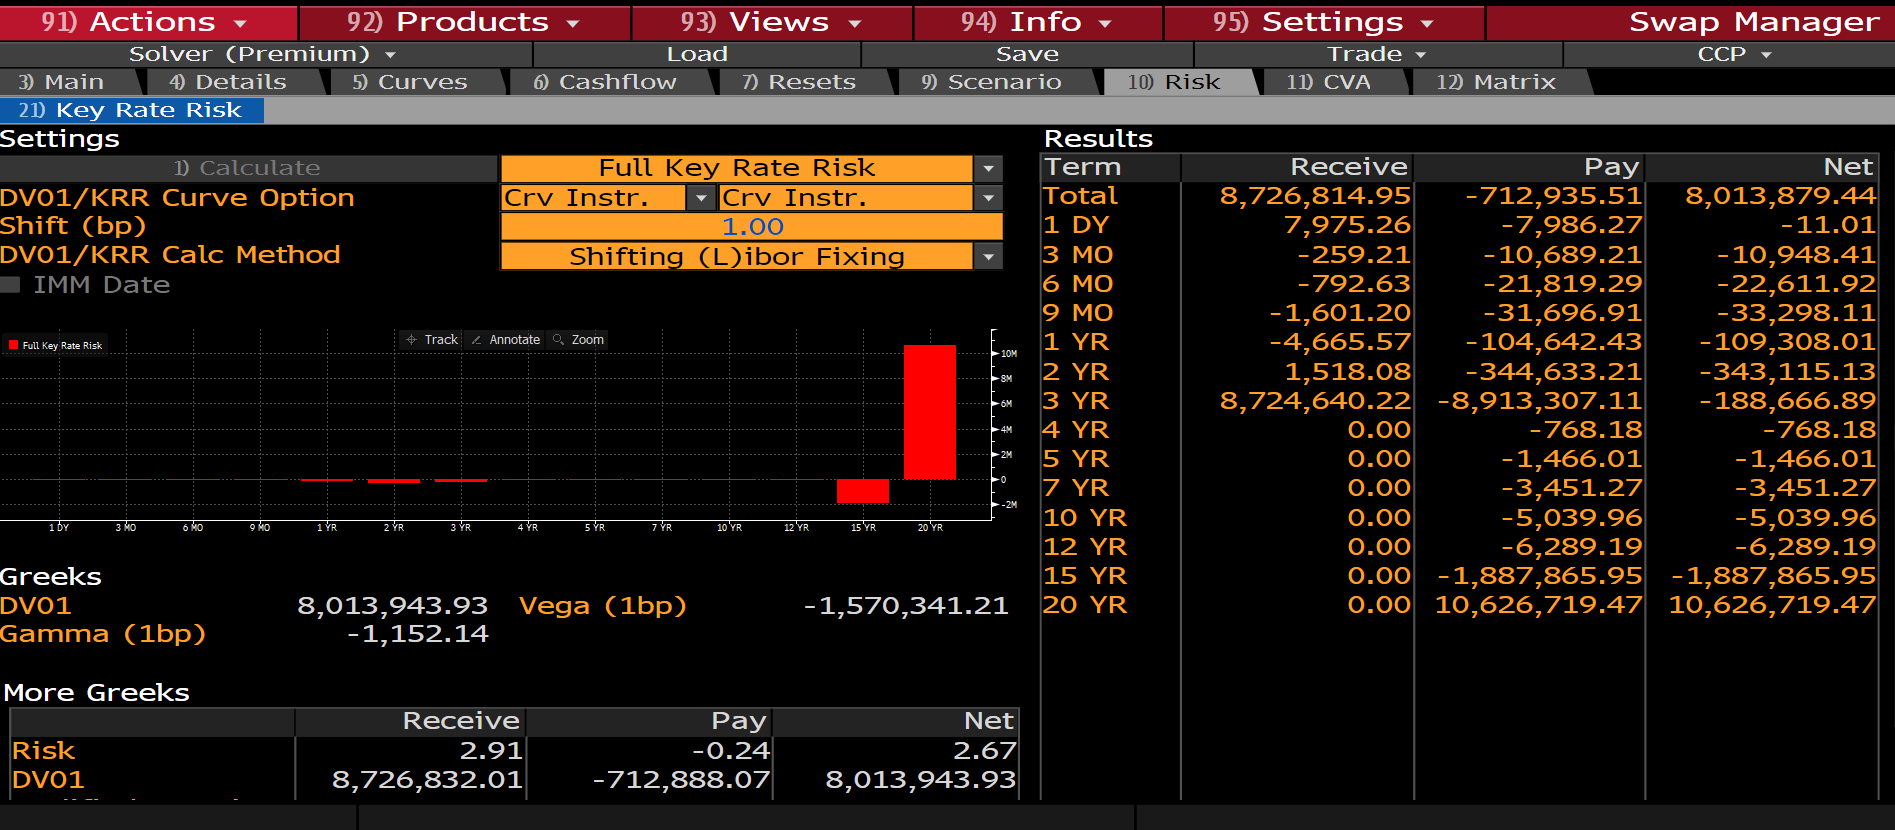 91) Actions 92) Products 93) Views 94) Info 95) Settings Swap Manager
Solver (Premium) Load Save Trade CCP
3) Main 4) Details 5) Curves 6) Cashflow 7) Resets 9) Scenario 10) Risk 11) CVA 12) Matrix
21) Key Rate Risk
Settings
1) Calculate Full Key Rate Risk
DV01/KRR Curve Option Crv Instr. Crv Instr.
Shift (bp) 1.00
DV01/KRR Calc Method Shifting (L)ibor Fixing
IMM Date
Full Key Rate Risk
Track Annotate Zoom
10M
8M
6M
4M
2M
0
-2M
1 DY 3 MO 6 MO 9 MO 1 YR 2 YR 3 YR 4 YR 5 YR 7 YR 10 YR 12 YR 15 YR 20 YR
Greeks
DV01 8,013,943.93 Vega (1bp) -1,570,341.21
Gamma (1bp) -1,152.14
More Greeks
Receive Pay Net
Risk 2.91 -0.24 2.67
DV01 8,726,832.01 -712,888.07 8,013,943.93
Results
Term Receive Pay Net
Total 8,726,814.95 -712,935.51 8,013,879.44
1 DY 7,975.26 -7,986.27 -11.01
3 MO -259.21 -10,689.21 -10,948.41
6 MO -792.63 -21,819.29 -22,611.92
9 MO -1,601.20 -31,696.91 -33,298.11
1 YR -4,665.57 -104,642.43 -109,308.01
2 YR 1,518.08 -344,633.21 -343,115.13
3 YR 8,724,640.22 -8,913,307.11 -188,666.89
4 YR 0.00 -768.18 -768.18
5 YR 0.00 -1,466.01 -1,466.01
7 YR 0.00 -3,451.27 -3,451.27
10 YR 0.00 -5,039.96 -5,039.96
12 YR 0.00 -6,289.19 -6,289.19
15 YR 0.00 -1,887,865.95 -1,887,865.95
20 YR 0.00 10,626,719.47 10,626,719.47